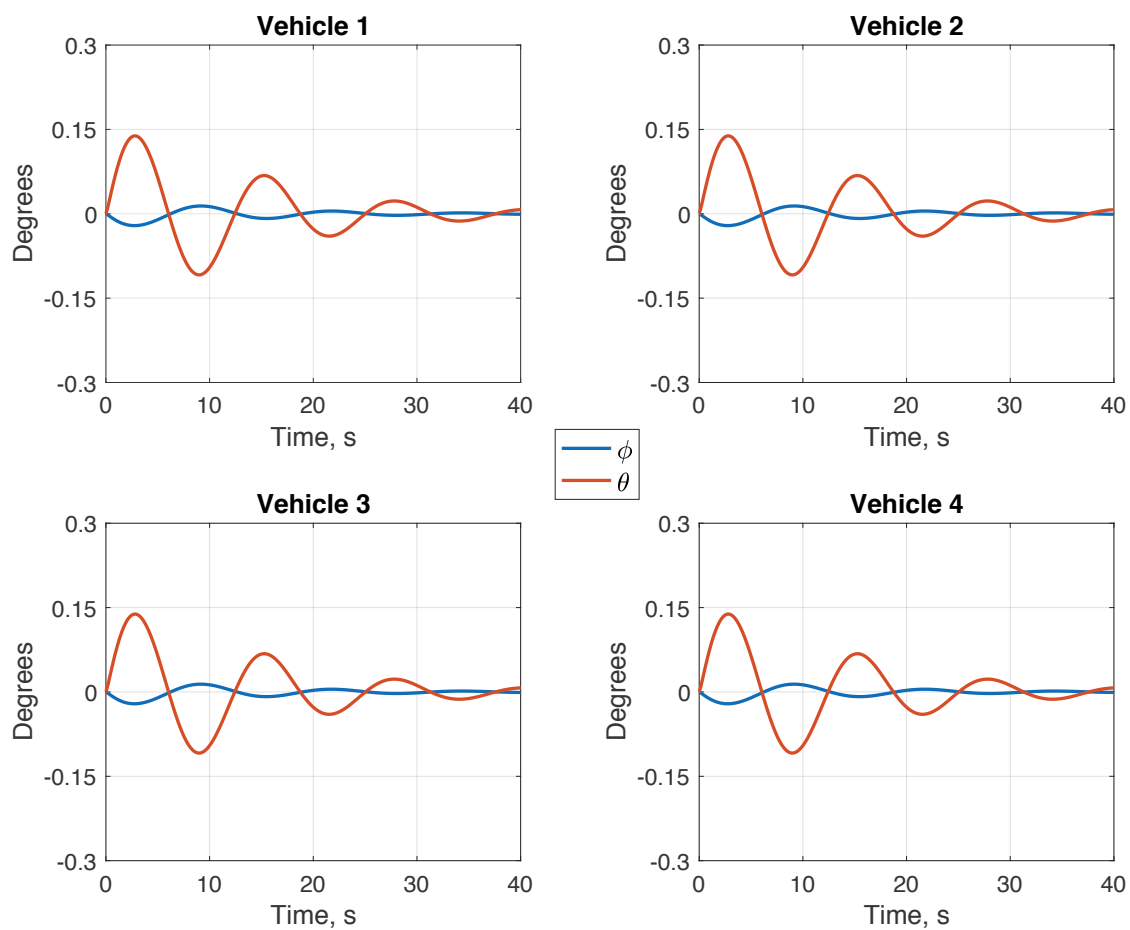 Vehicle 1
0.3
0.15
0
-0.15
-0.3
Degrees
0 10 20 30 40
Time, s
Vehicle 2
0.3
0.15
0
-0.15
-0.3
Degrees
0 10 20 30 40
Time, s
ϕ
θ
Vehicle 3
0.3
0.15
0
-0.15
-0.3
Degrees
0 10 20 30 40
Time, s
Vehicle 4
0.3
0.15
0
-0.15
-0.3
Degrees
0 10 20 30 40
Time, s